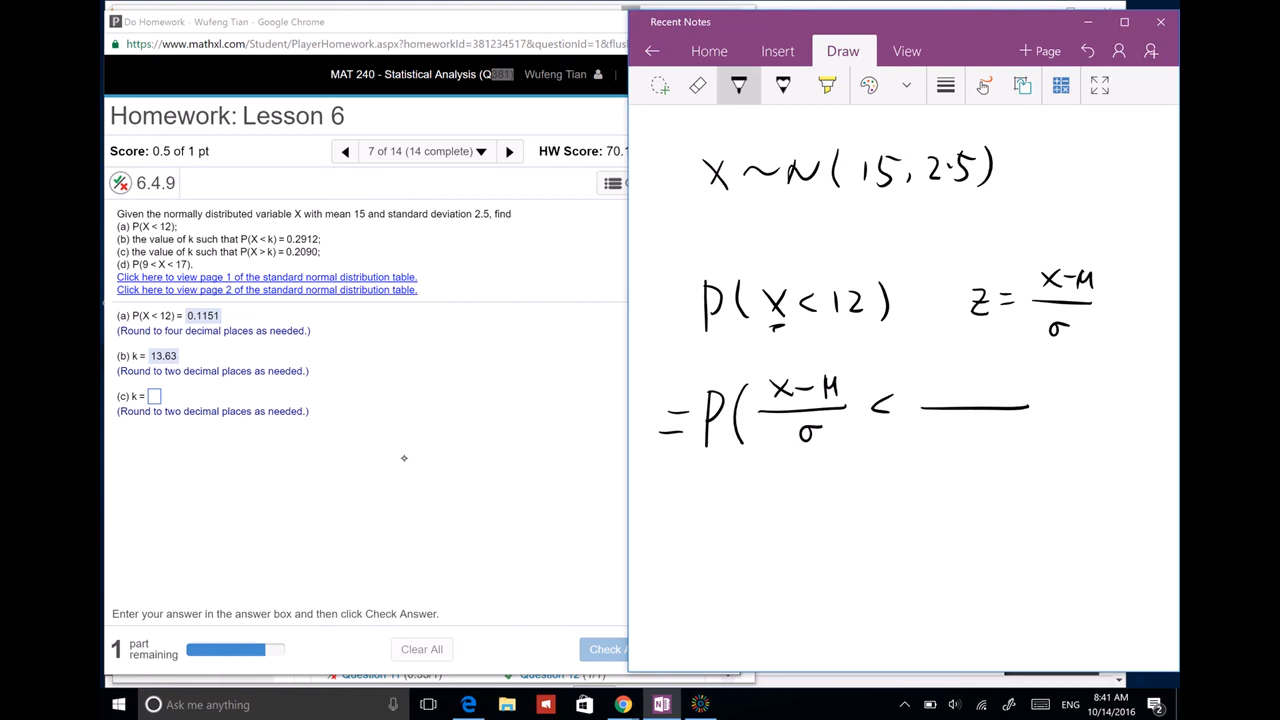 Do Homework - Wufeng Tian - Google Chrome
https://www.mathxl.com/Student/PlayerHomework.aspx?homeworkId=381234517&questionId=1&flus
MAT 240 - Statistical Analysis (Q381) Wufeng Tian
Homework: Lesson 6
Score: 0.5 of 1 pt
7 of 14 (14 complete)
HW Score: 70.
6.4.9
Given the normally distributed variable X with mean 15 and standard deviation 2.5, find
(a) P(X < 12);
(b) the value of k such that P(X < k) = 0.2912;
(c) the value of k such that P(X > k) = 0.2090;
(d) P(9 < X < 17).
Click here to view page 1 of the standard normal distribution table.
Click here to view page 2 of the standard normal distribution table.
(a) P(X < 12) = 0.1151
(Round to four decimal places as needed.)
(b) k = 13.63
(Round to two decimal places as needed.)
(c) k =
(Round to two decimal places as needed.)
Enter your answer in the answer box and then click Check Answer.
1 part remaining
Clear All
Check
Recent Notes
Home Insert Draw View + Page
X ~ N( 15, 2.5)
P( X < 12 ) z = x-μ / σ
= P( x-μ / σ <
Ask me anything
ENG
8:41 AM
10/14/2016
2